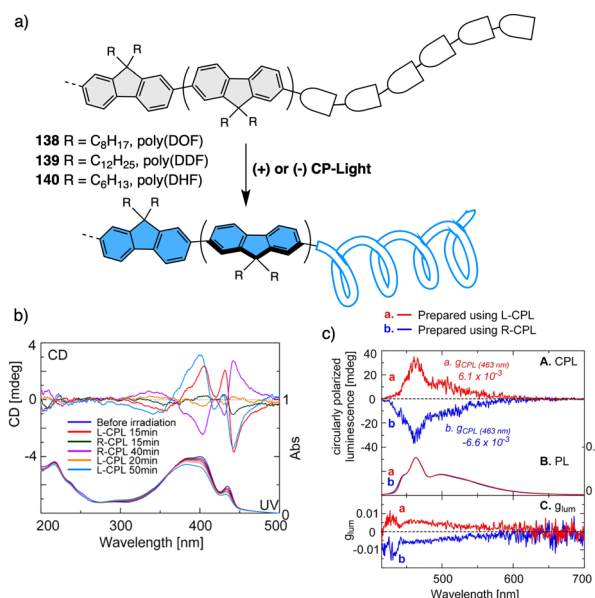 a)
R R
R R
138 R = C8H17, poly(DOF)
139 R = C12H25, poly(DDF)
140 R = C6H13, poly(DHF)
(+) or (-) CP-Light
R R
R R
b)
CD
CD [mdeg]
4
0
-4
Before irradiation
L-CPL 15min
R-CPL 15min
R-CPL 40min
L-CPL 20min
L-CPL 50min
1
Abs
0
UV
200 300 400 500
Wavelength [nm]
a. Prepared using L-CPL
b. Prepared using R-CPL
c)
circularly polarized
luminescence [mdeg]
40
20
0
-20
-40
a
b
a. gCPL (463 nm)
6.1 x 10-3
b. gCPL (463 nm)
-6.6 x 10-3
A. CPL
B. PL
a
b
0.
0
C. glum
glum
0.01
0
-0.01
a
b
500 600 700
Wavelength [nm]